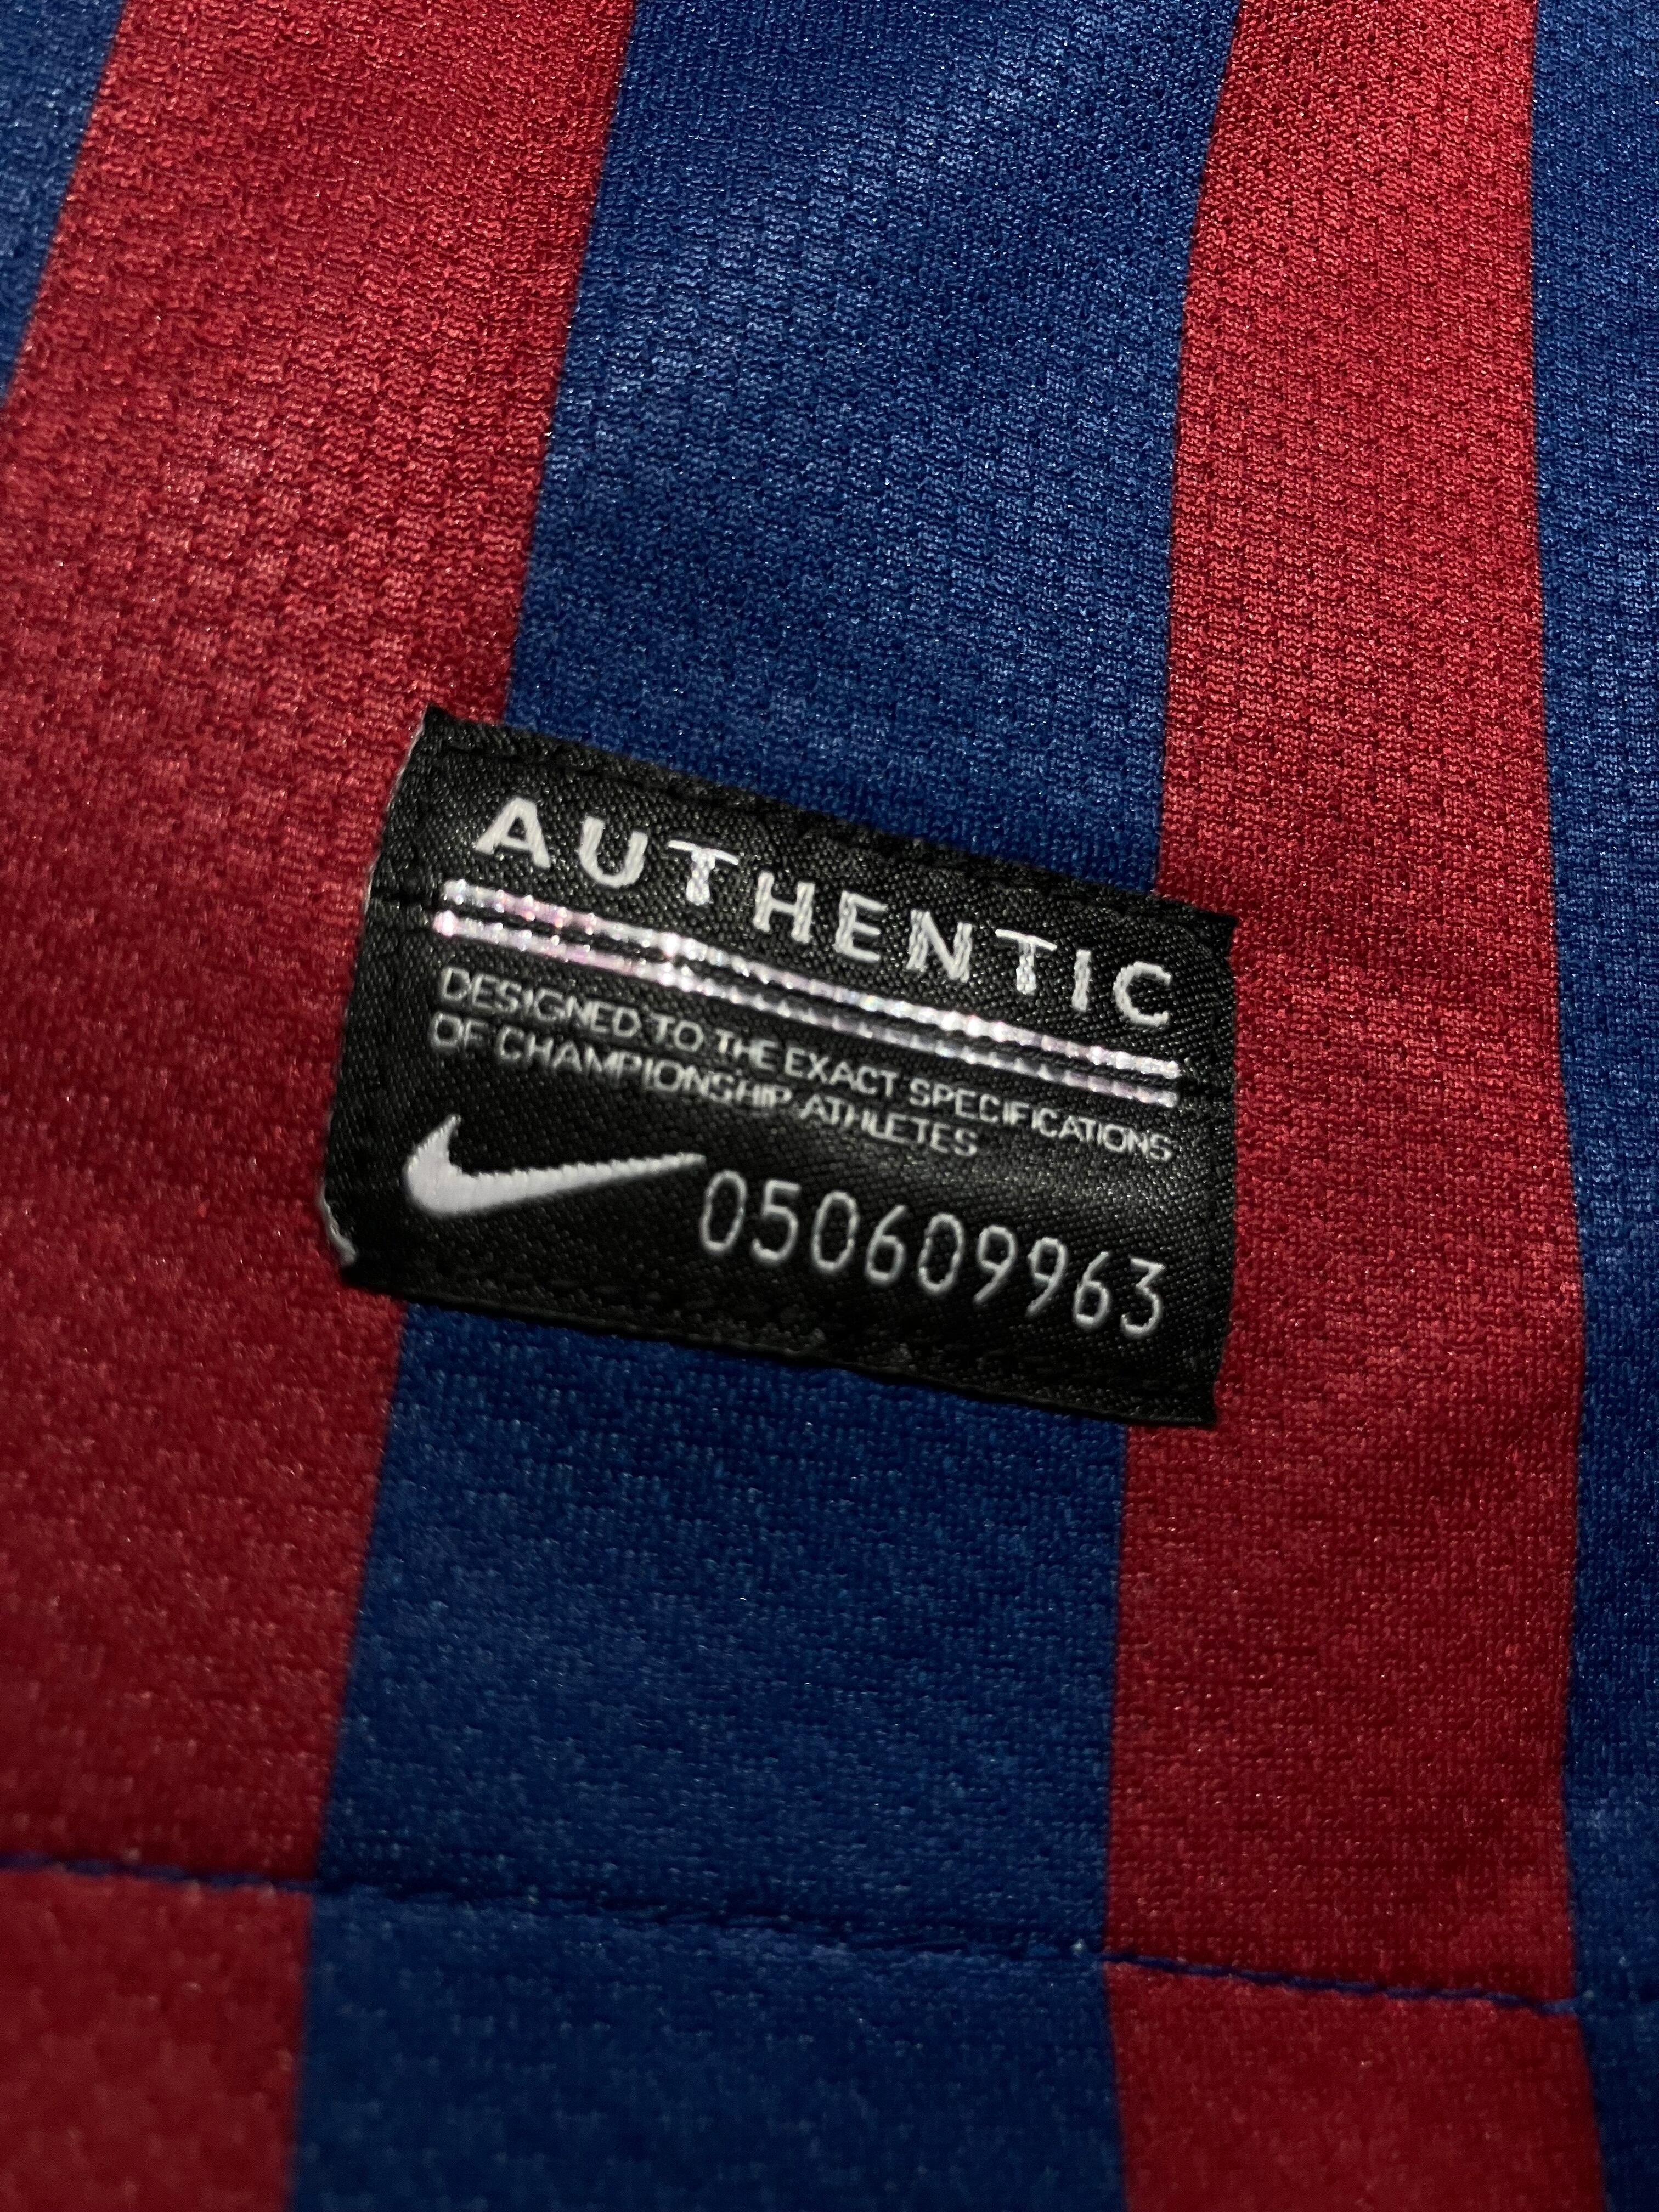 AUTHENTIC
DESIGNED TO THE EXACT SPECIFICATIONS
OF CHAMPIONSHIP ATHLETES
050609963